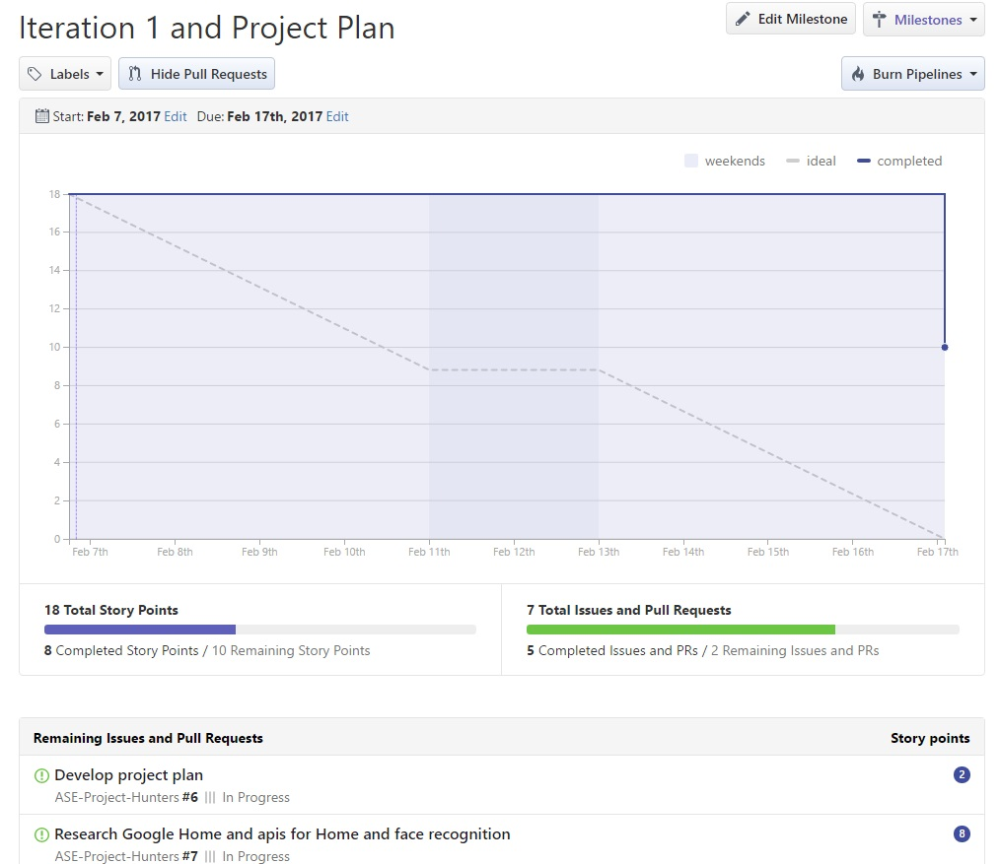 Iteration 1 and Project Plan
Edit Milestone
Milestones
Labels
Hide Pull Requests
Burn Pipelines
Start: Feb 7, 2017 Edit Due: Feb 17th, 2017 Edit
weekends ideal completed
18
16
14
12
10
8
6
4
2
0
Feb 7th Feb 8th Feb 9th Feb 10th Feb 11th Feb 12th Feb 13th Feb 14th Feb 15th Feb 16th Feb 17th
18 Total Story Points
8 Completed Story Points / 10 Remaining Story Points
7 Total Issues and Pull Requests
5 Completed Issues and PRs / 2 Remaining Issues and PRs
Remaining Issues and Pull Requests Story points
Develop project plan 2
ASE-Project-Hunters #6 In Progress
Research Google Home and apis for Home and face recognition 8
ASE-Project-Hunters #7 In Progress